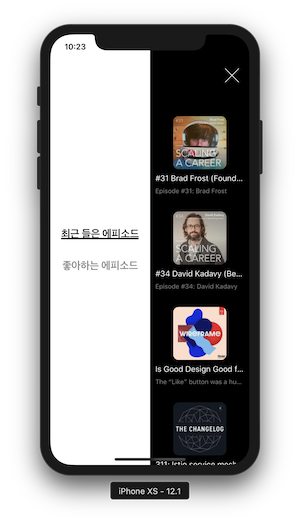 10:23
최근 들은 에피소드
좋아하는 에피소드
#31
SCALING
A CAREER
#31 Brad Frost (Found...
Episode #31: Brad Frost
#34
SCALING
A CAREER
#34 David Kadavy (Be...
Episode #34: David Kadavy
WIREFRAME
Is Good Design Good f...
The “Like” button was a hu...
THE CHANGELOG
311: Istio service mesh
iPhone XS - 12.1